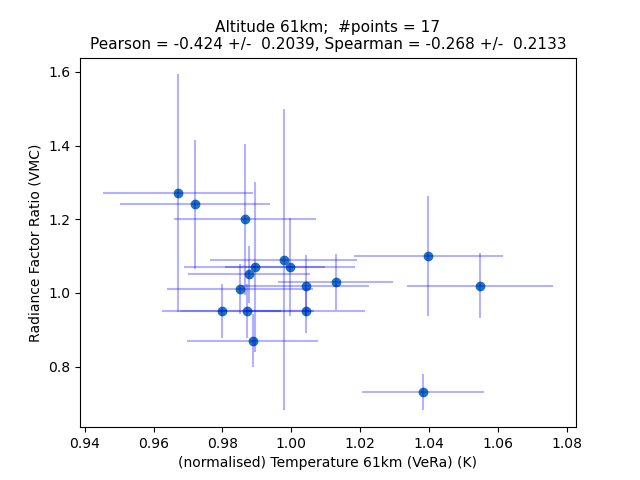 Altitude 61km;  #points = 17
Pearson = -0.424 +/-  0.2039, Spearman = -0.268 +/-  0.2133
Radiance Factor Ratio (VMC)
1.6
1.4
1.2
1.0
0.8
0.94 0.96 0.98 1.00 1.02 1.04 1.06 1.08
(normalised) Temperature 61km (VeRa) (K)